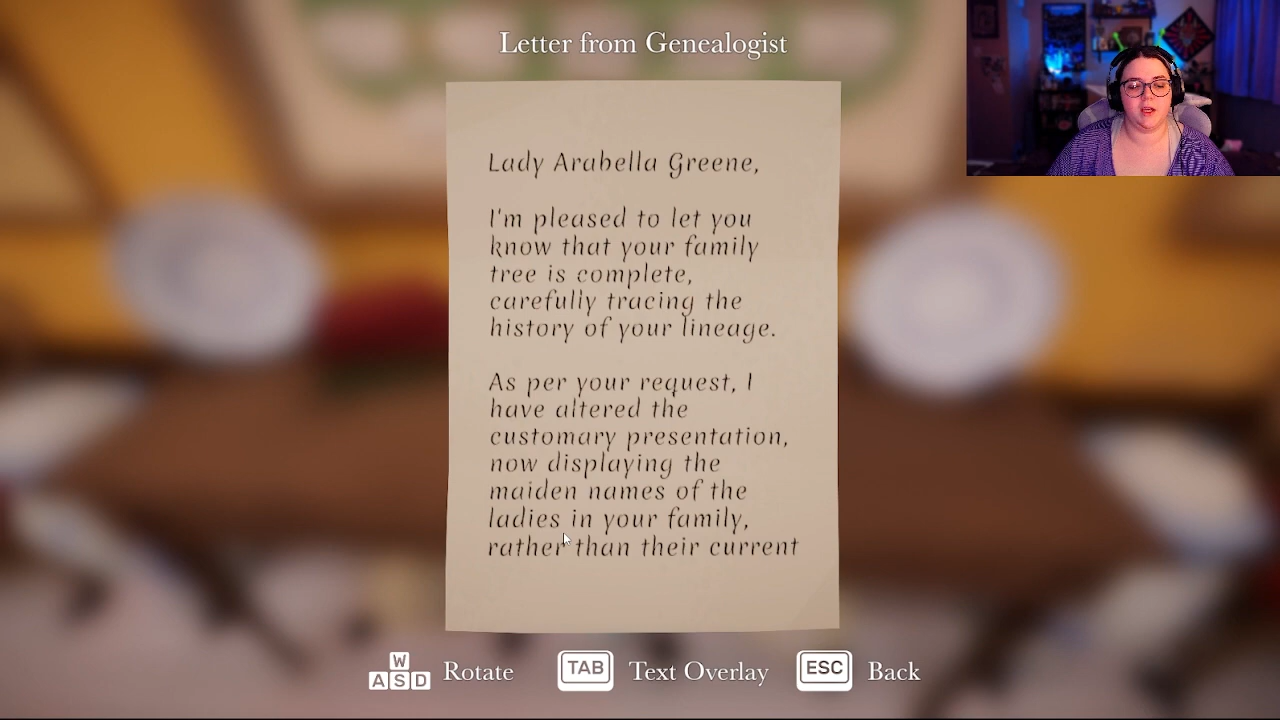 Letter from Genealogist
Lady Arabella Greene,
I'm pleased to let you
know that your family
tree is complete,
carefully tracing the
history of your lineage.
As per your request, I
have altered the
customary presentation,
now displaying the
maiden names of the
ladies in your family,
rather than their current
W
A S D Rotate TAB Text Overlay ESC Back